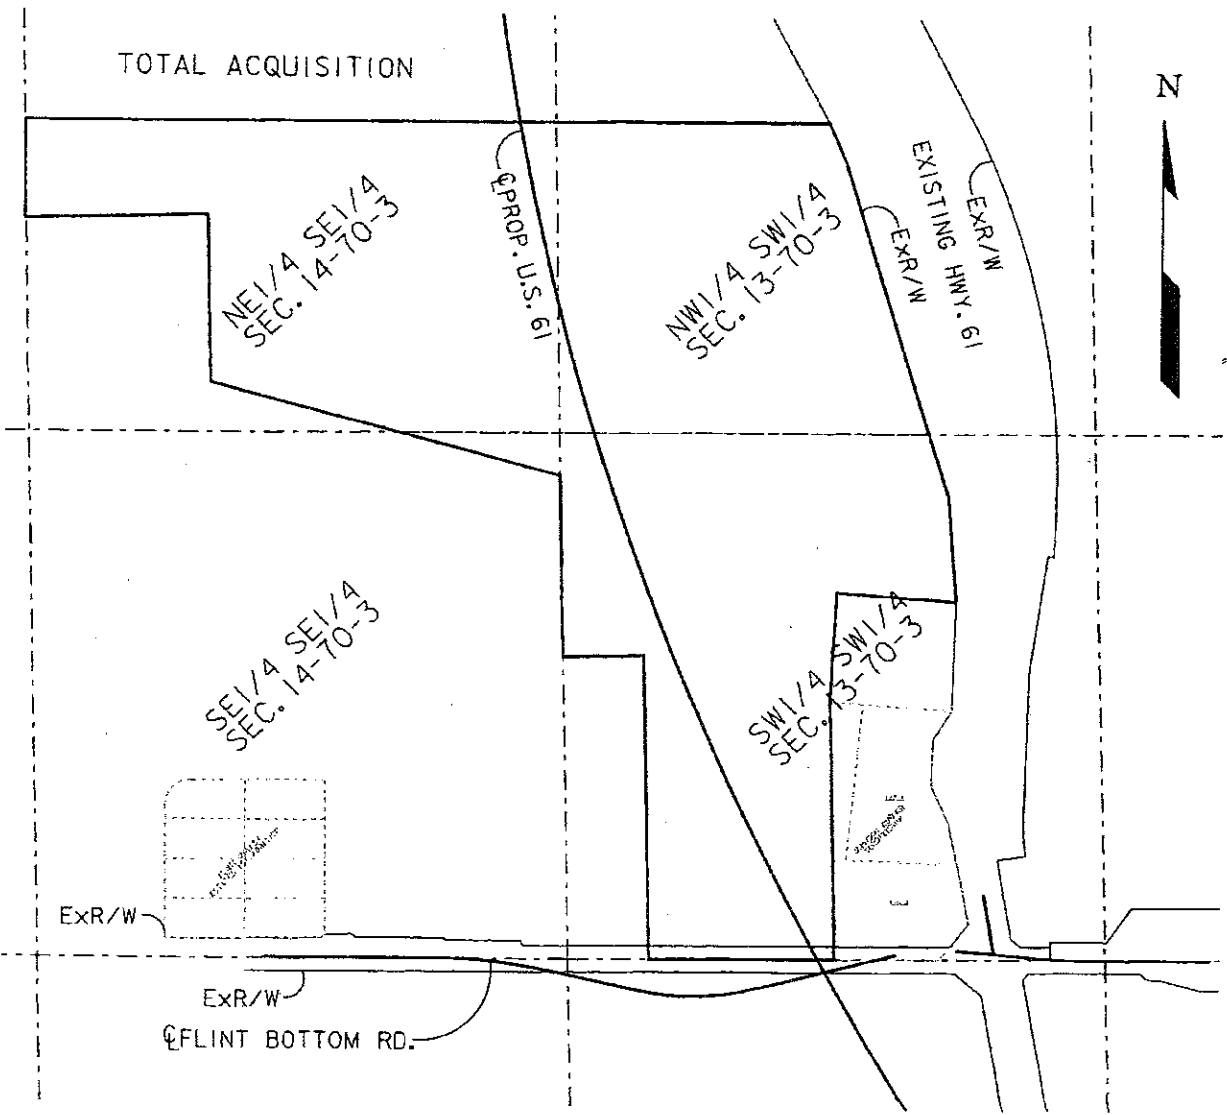 TOTAL ACQUISITION
N
℄PROP. U.S. 61
EXISTING HWY. 61
ExR/W
ExR/W
NE1/4 SE1/4
SEC. 14-70-3
NW1/4 SW1/4
SEC. 13-70-3
SE1/4 SE1/4
SEC. 14-70-3
SW1/4 SW1/4
SEC. 13-70-3
ExR/W
ExR/W
℄FLINT BOTTOM RD.